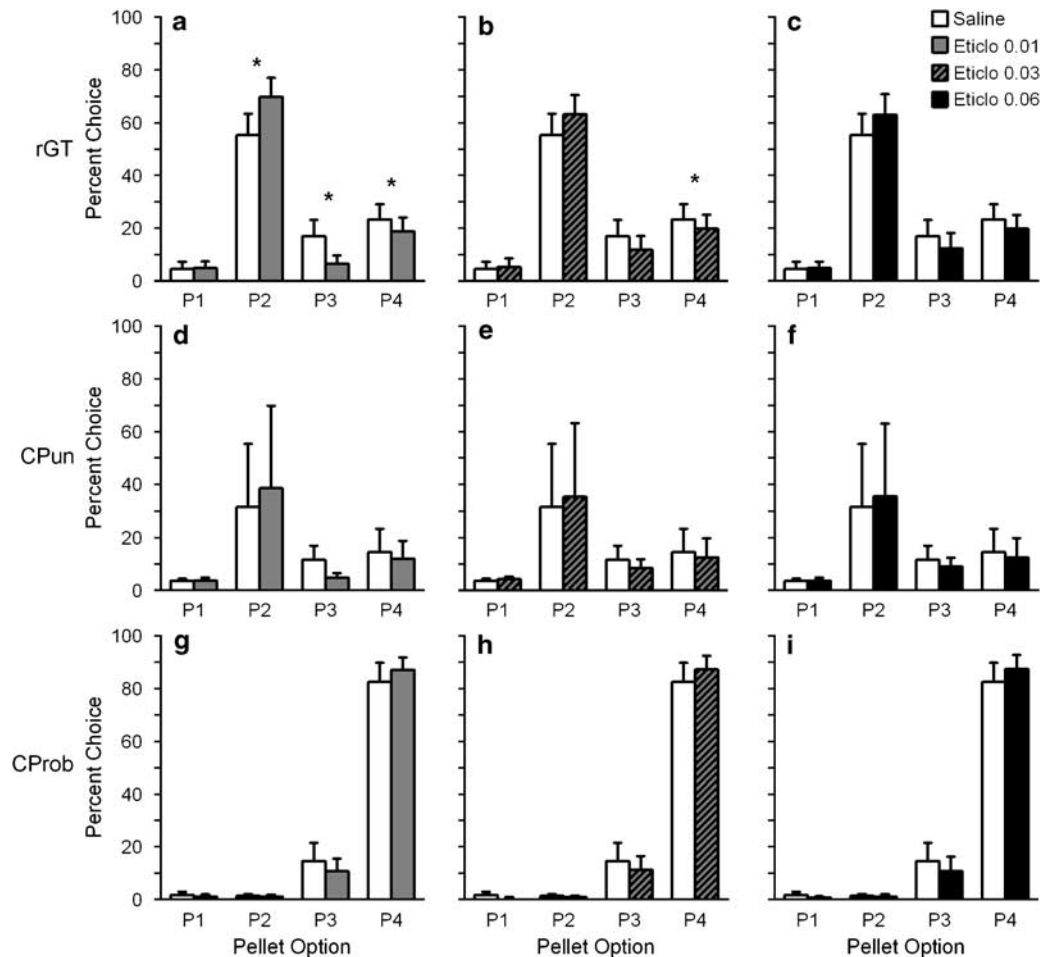 a
b
c
Saline
Eticlo 0.01
Eticlo 0.03
Eticlo 0.06
rGT
Percent Choice
100
80
60
40
20
0
*
*
*
*
P1 P2 P3 P4
P1 P2 P3 P4
P1 P2 P3 P4
d
e
f
CPun
Percent Choice
100
80
60
40
20
0
P1 P2 P3 P4
P1 P2 P3 P4
P1 P2 P3 P4
g
h
i
CProb
Percent Choice
100
80
60
40
20
0
P1 P2 P3 P4
P1 P2 P3 P4
P1 P2 P3 P4
Pellet Option
Pellet Option
Pellet Option